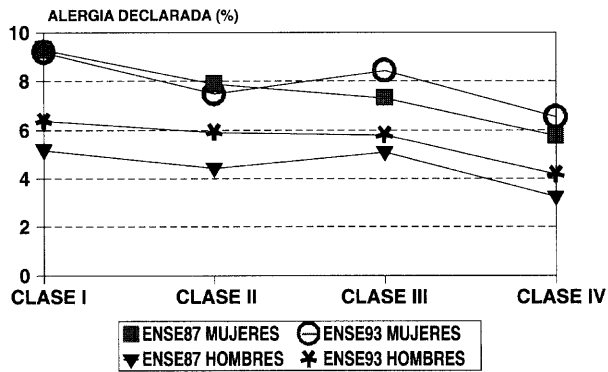 ALERGIA DECLARADA (%)
10
8
6
4
2
0
CLASE I CLASE II CLASE III CLASE IV
ENSE87 MUJERES ENSE93 MUJERES
ENSE87 HOMBRES ENSE93 HOMBRES